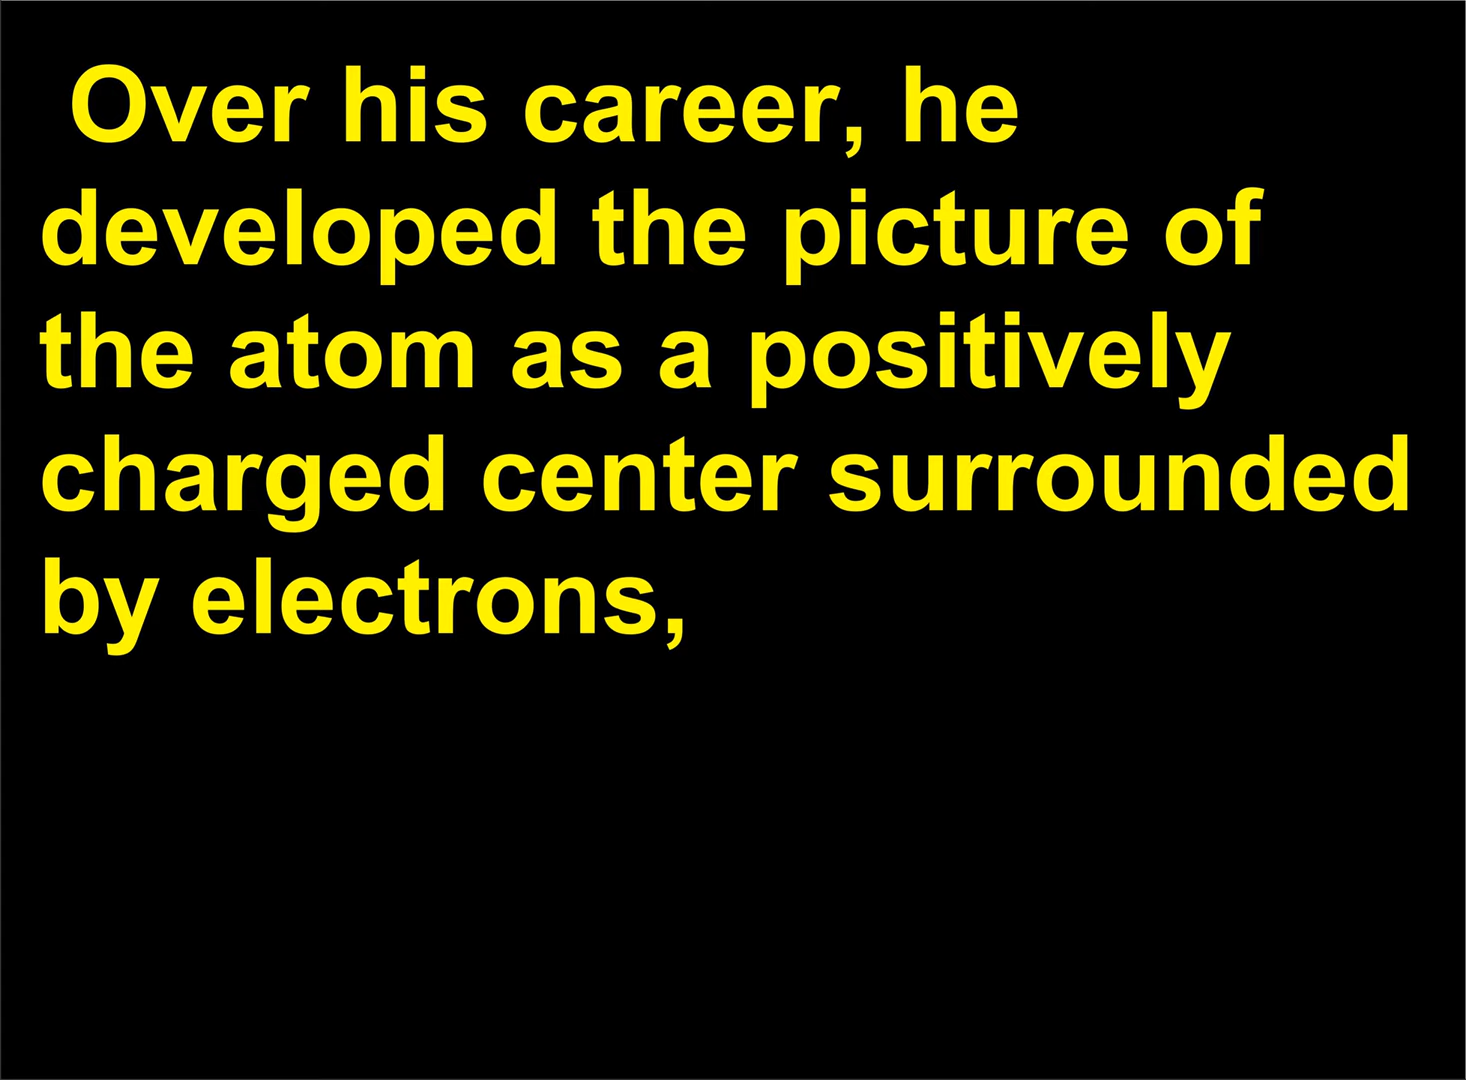 Over his career, he
developed the picture of
the atom as a positively
charged center surrounded
by electrons,